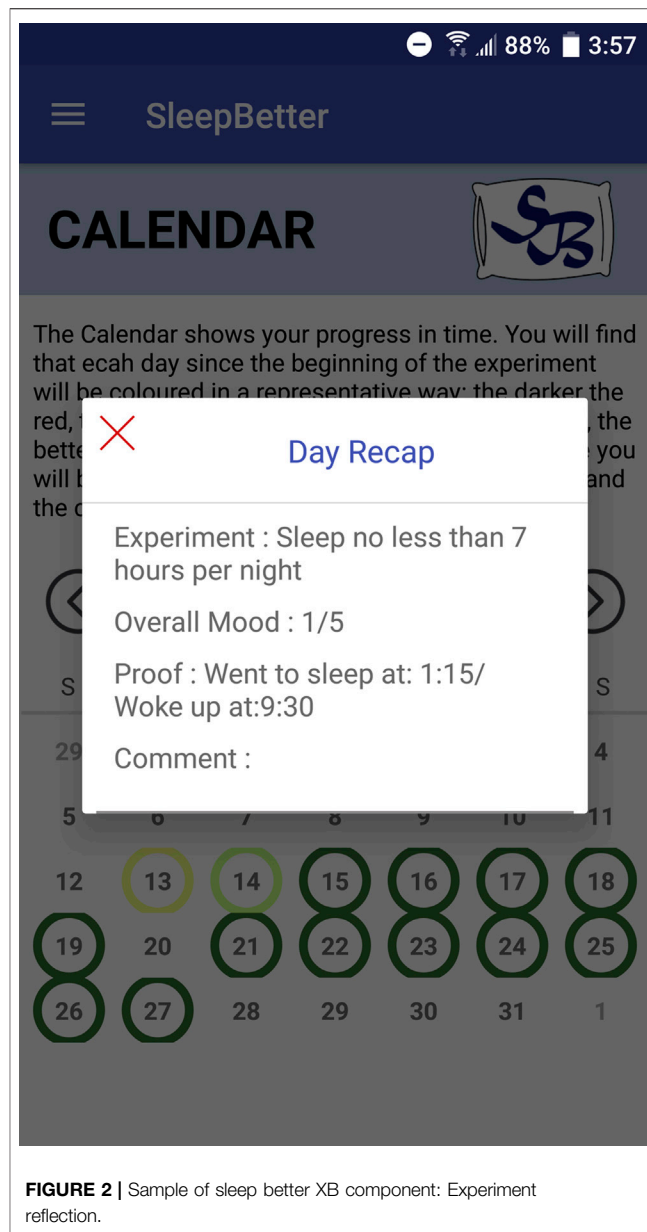 88% 3:57
SleepBetter
CALENDAR
SB
The Calendar shows your progress in time. You will find
that ecah day since the beginning of the experiment
will be coloured in a representative way: the darker the
red, , the
bette you
will and
the
Day Recap
Experiment : Sleep no less than 7
hours per night
Overall Mood : 1/5
Proof : Went to sleep at: 1:15/
Woke up at:9:30
Comment :
S S
29 4
5 6 7 8 9 10 11
12 13 14 15 16 17 18
19 20 21 22 23 24 25
26 27 28 29 30 31 1
FIGURE 2 | Sample of sleep better XB component: Experiment
reflection.